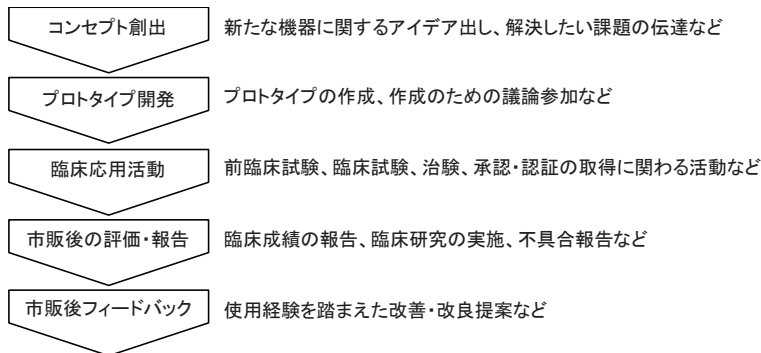 コンセプト創出　新たな機器に関するアイデア出し、解決したい課題の伝達など
プロトタイプ開発　プロトタイプの作成、作成のための議論参加など
臨床応用活動　前臨床試験、臨床試験、治験、承認・認証の取得に関わる活動など
市販後の評価・報告　臨床成績の報告、臨床研究の実施、不具合報告など
市販後フィードバック　使用経験を踏まえた改善・改良提案など